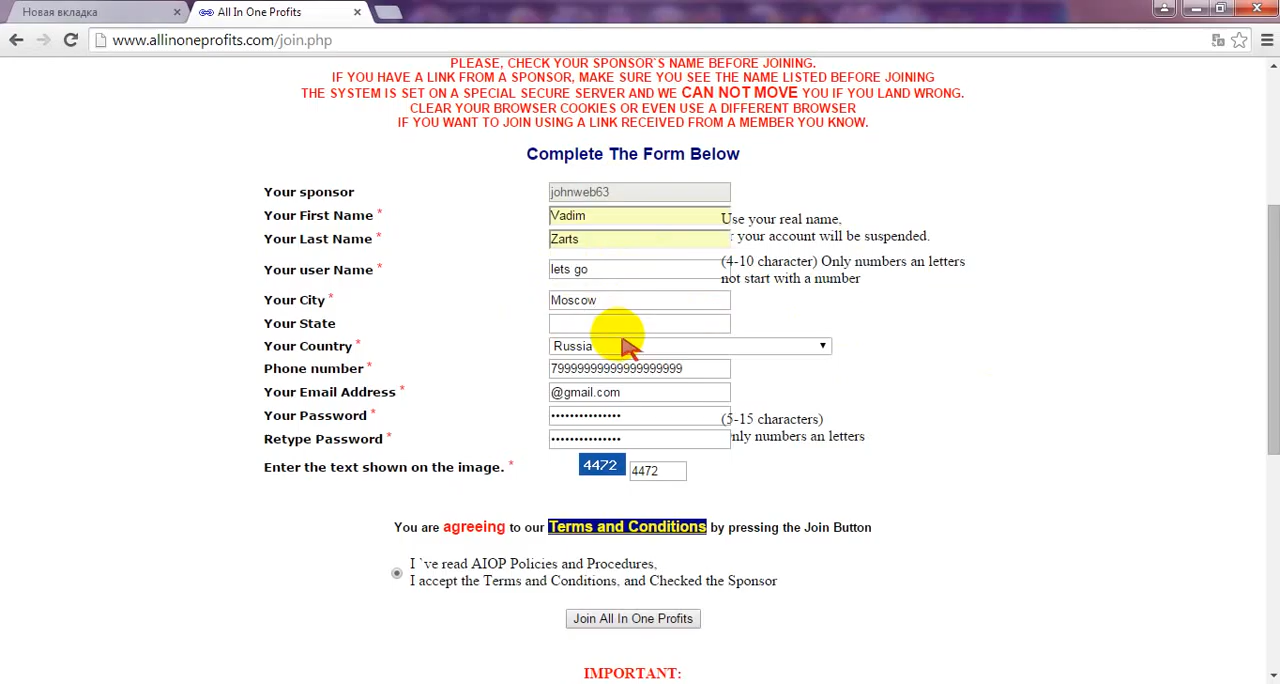 Новая вкладка
All In One Profits
www.allinoneprofits.com/join.php
PLEASE, CHECK YOUR SPONSOR`S NAME BEFORE JOINING.
IF YOU HAVE A LINK FROM A SPONSOR, MAKE SURE YOU SEE THE NAME LISTED BEFORE JOINING
THE SYSTEM IS SET ON A SPECIAL SECURE SERVER AND WE CAN NOT MOVE YOU IF YOU LAND WRONG.
CLEAR YOUR BROWSER COOKIES OR EVEN USE A DIFFERENT BROWSER
IF YOU WANT TO JOIN USING A LINK RECEIVED FROM A MEMBER YOU KNOW.
Complete The Form Below
Your sponsor johnweb63
Your First Name * Vadim
Use your real name,
Your Last Name * Zarts
r your account will be suspended.
Your user Name * lets go
(4-10 character) Only numbers an letters
not start with a number
Your City * Moscow
Your State
Your Country * Russia
Phone number * 79999999999999999999
Your Email Address * @gmail.com
Your Password * •••••••••••••••
(5-15 characters)
Retype Password * •••••••••••••••
nly numbers an letters
Enter the text shown on the image. * 4472 4472
You are agreeing to our Terms and Conditions by pressing the Join Button
I `ve read AIOP Policies and Procedures,
I accept the Terms and Conditions, and Checked the Sponsor
Join All In One Profits
IMPORTANT: